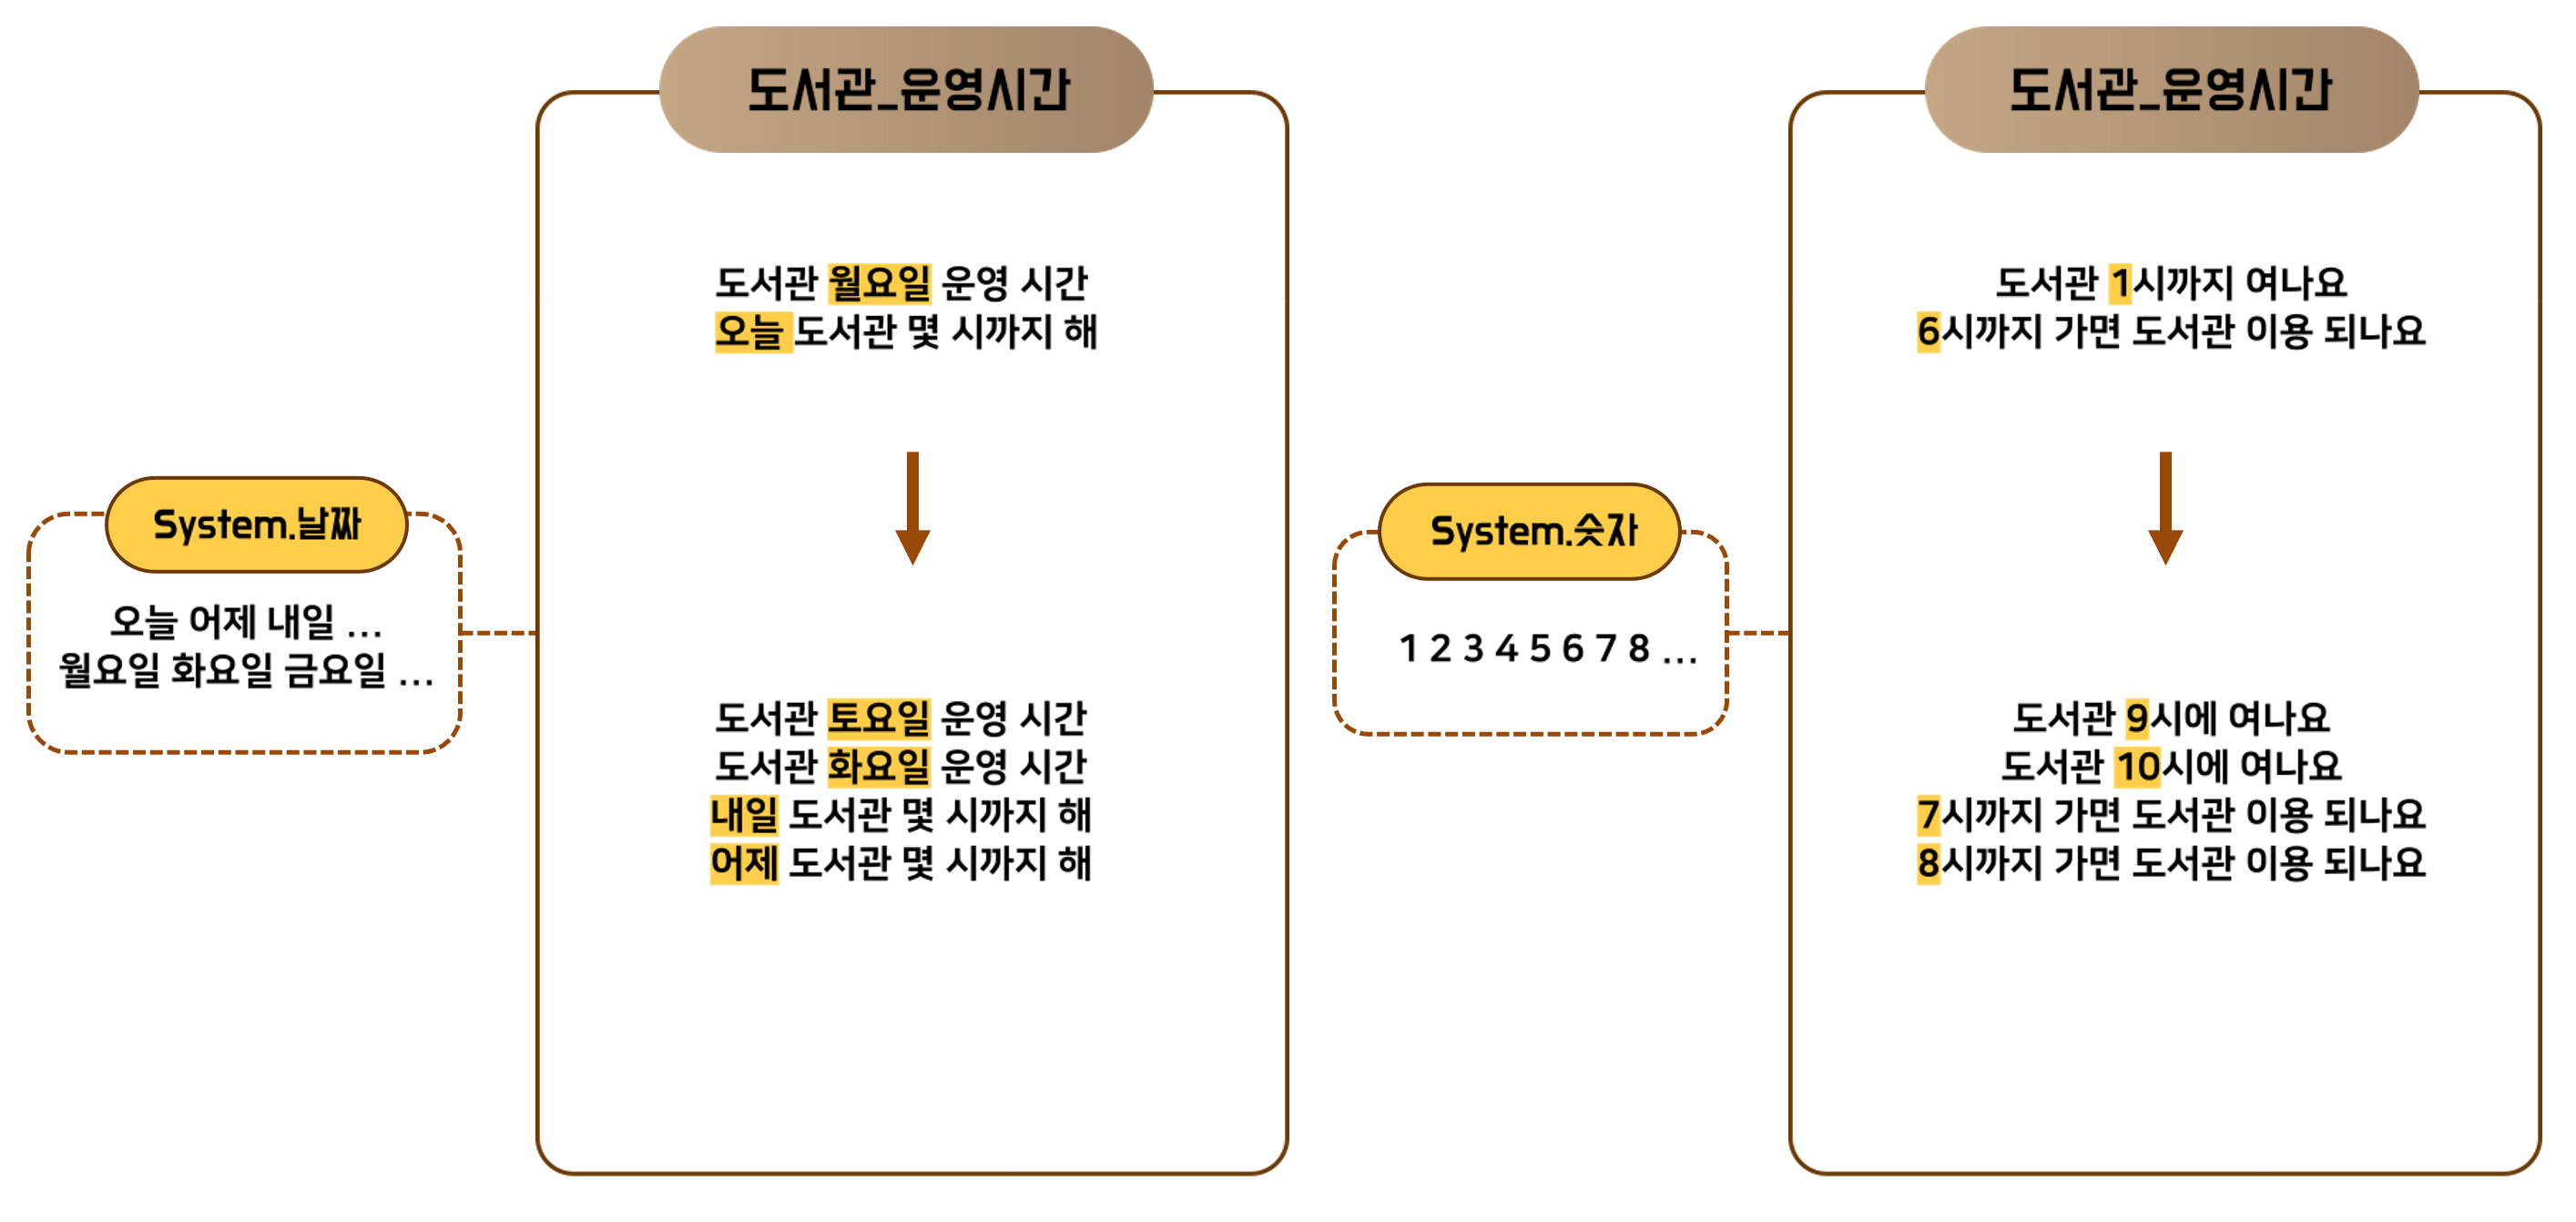 도서관_운영시간
도서관 월요일 운영 시간
오늘 도서관 몇 시까지 해
System.날짜
오늘 어제 내일 ...
월요일 화요일 금요일 ...
도서관 토요일 운영 시간
도서관 화요일 운영 시간
내일 도서관 몇 시까지 해
어제 도서관 몇 시까지 해
도서관_운영시간
도서관 1시까지 여나요
6시까지 가면 도서관 이용 되나요
System.숫자
1 2 3 4 5 6 7 8 ...
도서관 9시에 여나요
도서관 10시에 여나요
7시까지 가면 도서관 이용 되나요
8시까지 가면 도서관 이용 되나요